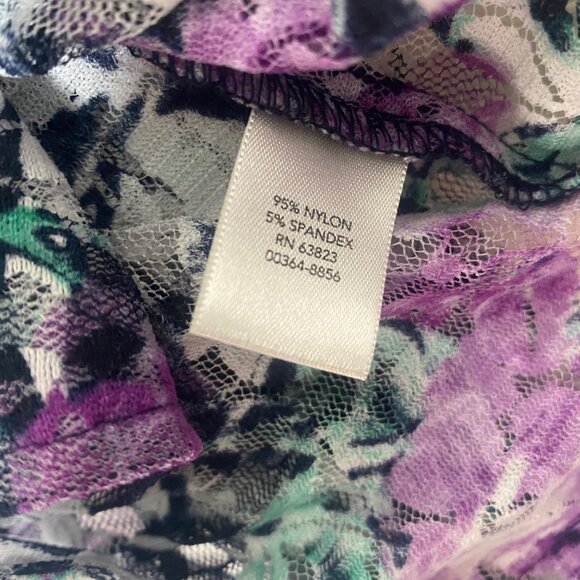 95% NYLON
5% SPANDEX
RN 63823
00364-8856